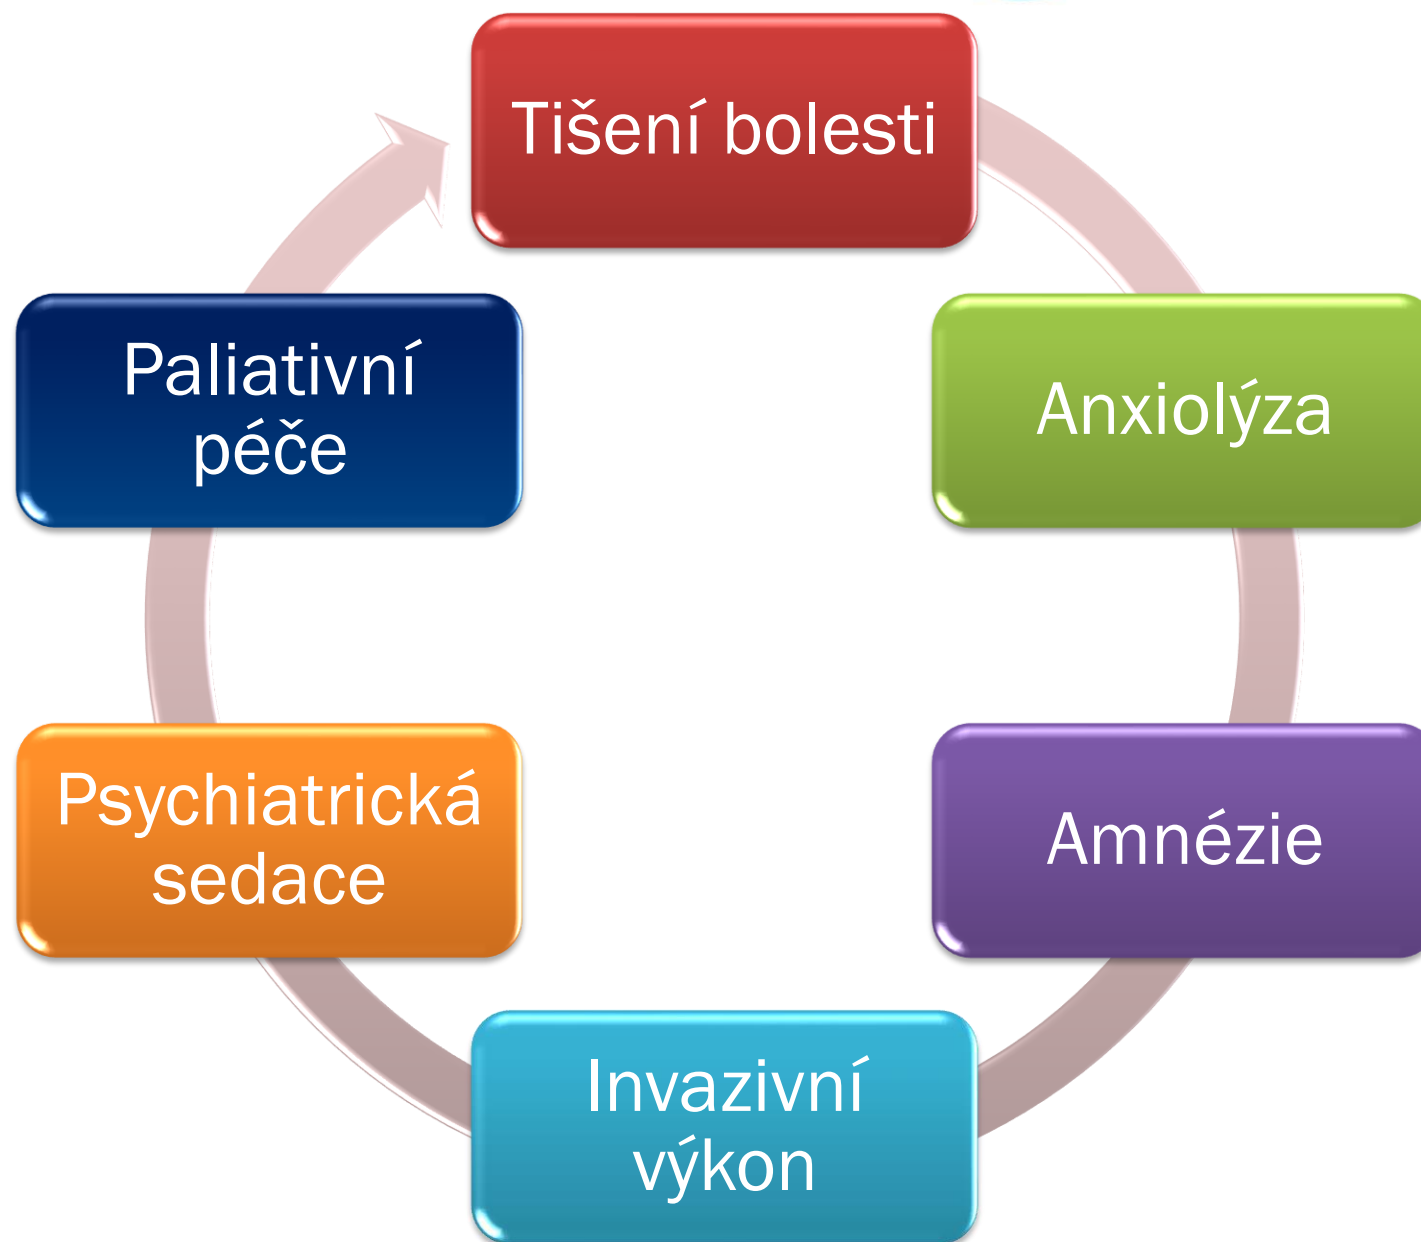 Tišení bolesti
Anxiolýza
Amnézie
Invazivní
výkon
Psychiatrická
sedace
Paliativní
péče